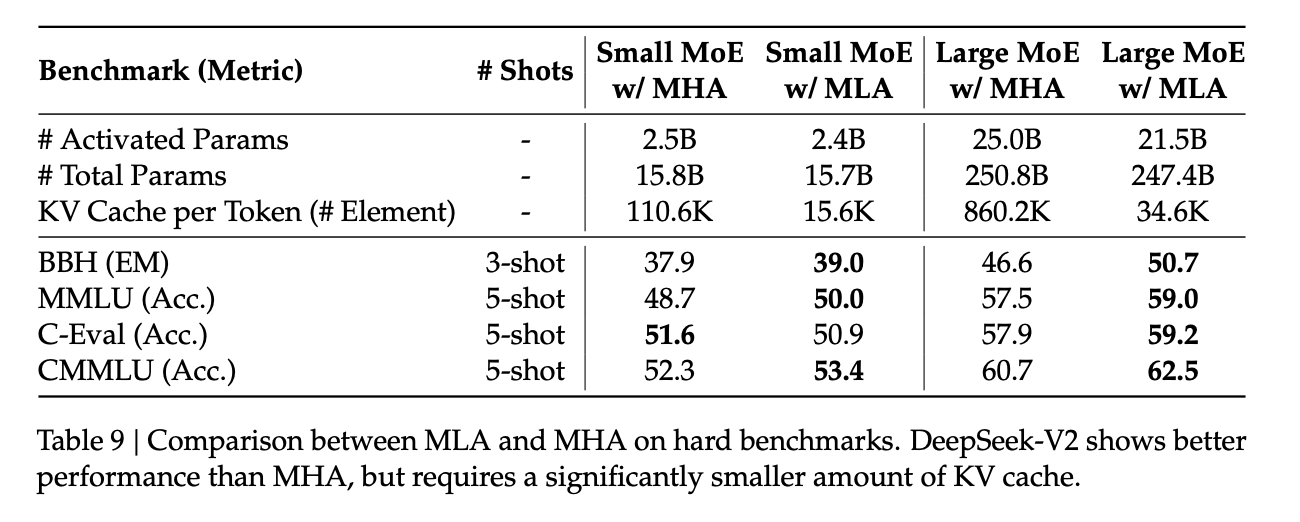 Benchmark (Metric) # Shots Small MoE w/ MHA Small MoE w/ MLA Large MoE w/ MHA Large MoE w/ MLA
# Activated Params - 2.5B 2.4B 25.0B 21.5B
# Total Params - 15.8B 15.7B 250.8B 247.4B
KV Cache per Token (# Element) - 110.6K 15.6K 860.2K 34.6K
BBH (EM) 3-shot 37.9 39.0 46.6 50.7
MMLU (Acc.) 5-shot 48.7 50.0 57.5 59.0
C-Eval (Acc.) 5-shot 51.6 50.9 57.9 59.2
CMMLU (Acc.) 5-shot 52.3 53.4 60.7 62.5
Table 9 | Comparison between MLA and MHA on hard benchmarks. DeepSeek-V2 shows better
performance than MHA, but requires a significantly smaller amount of KV cache.